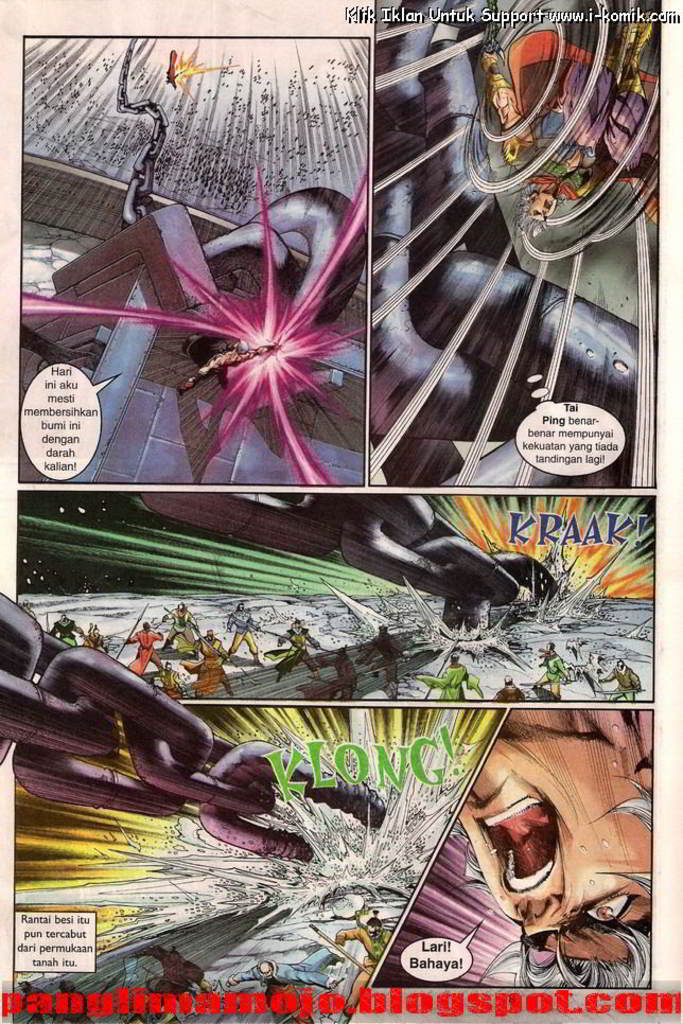 Klik Iklan Untuk Support www.i-komik.com
Hari
ini aku
mesti
membersihkan
bumi ini
dengan
darah
kalian!
Tai
Ping benar-
benar mempunyai
kekuatan yang tiada
tandingan lagi!
KRAAK!
KLONG!
Rantai besi itu
pun tercabut
dari permukaan
tanah itu.
Lari!
Bahaya!
panglimamojo.blogspot.com